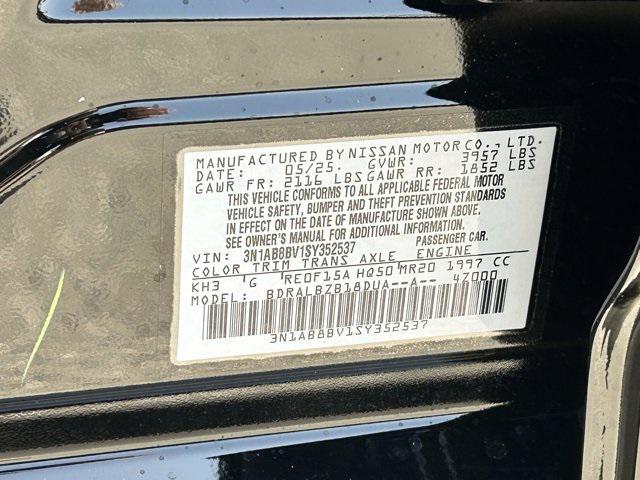 MANUFACTURED BY NISSAN MOTOR CO., LTD.
DATE: 05/25 GVWR: 3957 LBS
GAWR FR: 2116 LBS GAWR RR: 1852 LBS
THIS VEHICLE CONFORMS TO ALL APPLICABLE FEDERAL MOTOR
VEHICLE SAFETY, BUMPER AND THEFT PREVENTION STANDARDS
IN EFFECT ON THE DATE OF MANUFACTURE SHOWN ABOVE.
SEE OWNER'S MANUAL FOR ADDITIONAL INFORMATION.
VIN: 3N1AB8BV1SY352537 PASSENGER CAR.
COLOR TRIM TRANS AXLE ENGINE
KH3 G RE0F15A HQ50 MR20 1997 CC
MODEL: BDRALBZB18DUA--A-- 47000
3N1AB8BV1SY352537